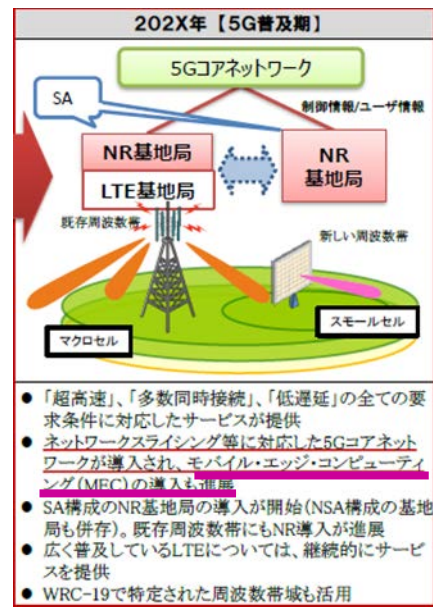 202X年【5G普及期】
5Gコアネットワーク
SA
制御情報/ユーザ情報
NR基地局
NR
基地局
LTE基地局
既存周波数帯
新しい周波数帯
スモールセル
マクロセル
● 「超高速」、「多数同時接続」、「低遅延」の全ての要
求条件に対応したサービスが提供
● ネットワークスライシング等に対応した5Gコアネット
ワークが導入され、モバイル・エッジ・コンピューティ
ング(MEC)の導入も進展
● SA構成のNR基地局の導入が開始(NSA構成の基地
局も併存)。既存周波数帯にもNR導入が進展
● 広く普及しているLTEについては、継続的にサービ
スを提供
● WRC-19で特定された周波数帯域も活用